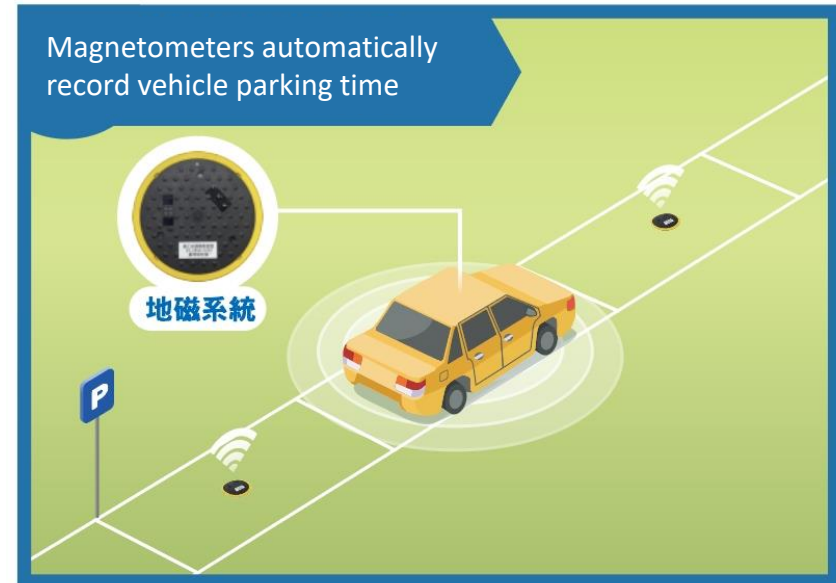 Magnetometers automatically
record vehicle parking time
地磁系統
P